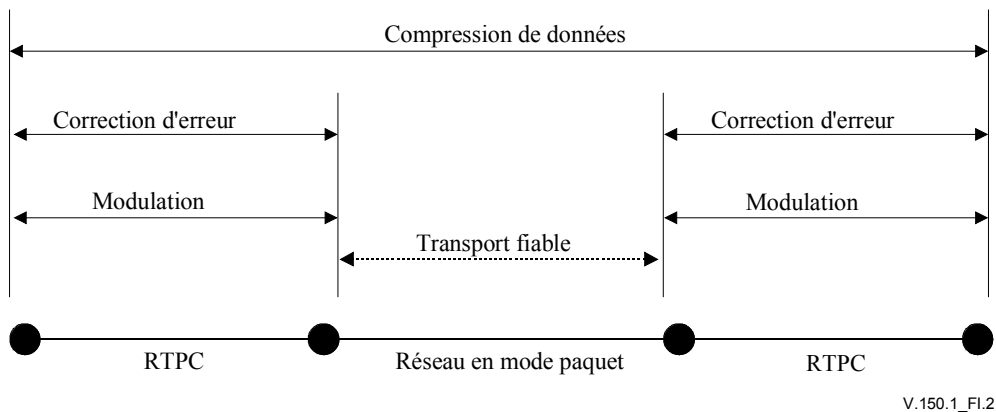 Compression de données
Correction d'erreur
Correction d'erreur
Modulation
Modulation
Transport fiable
RTPC
Réseau en mode paquet
RTPC
V.150.1_FI.2